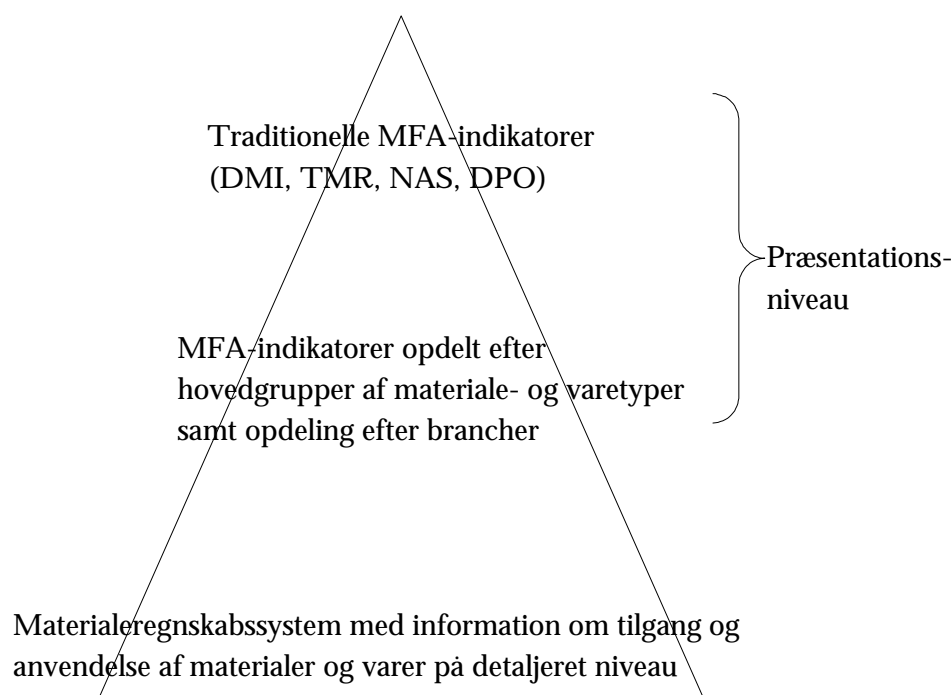 Traditionelle MFA-indikatorer
(DMI, TMR, NAS, DPO)
Præsentations-
niveau
MFA-indikatorer opdelt efter
hovedgrupper af materiale- og varetyper
samt opdeling efter brancher
Materialeregnskabssystem med information om tilgang og
anvendelse af materialer og varer på detaljeret niveau